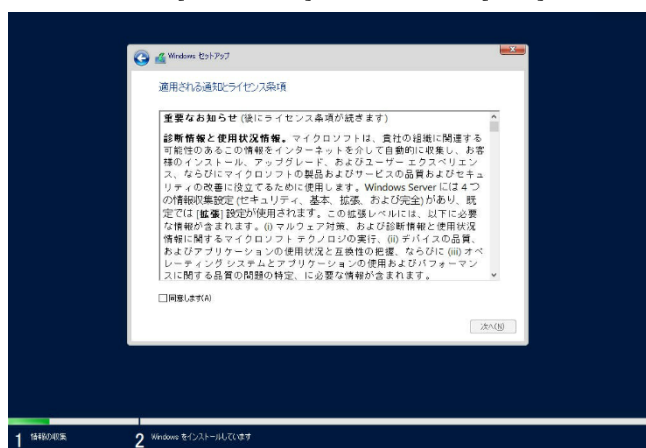 Windows セットアップ
適用される通知とライセンス条項
重要なお知らせ (後にライセンス条項が続きます)
診断情報と使用状況情報。マイクロソフトは、貴社の組織に関連する
可能性のあるこの情報をインターネットを介して自動的に収集し、お客
様のインストール、アップグレード、およびユーザー エクスペリエン
ス、ならびにマイクロソフトの製品およびサービスの品質およびセキュ
リティの改善に役立てるために使用します。Windows Server には 4 つ
の情報収集設定 (セキュリティ、基本、拡張、および完全) があり、既
定では [拡張] 設定が使用されます。この拡張レベルには、以下に必要
な情報が含まれます。(i) マルウェア対策、および診断情報と使用状況
情報に関するマイクロソフト テクノロジの実行、(ii) デバイスの品質、
およびアプリケーションの使用状況と互換性の把握、ならびに (iii) オペ
レーティング システムとアプリケーションの使用およびパフォーマン
スに関する品質の問題の特定、に必要な情報が含まれます。
同意します(A)
次へ(N)
1 情報の収集
2 Windows をインストールしています